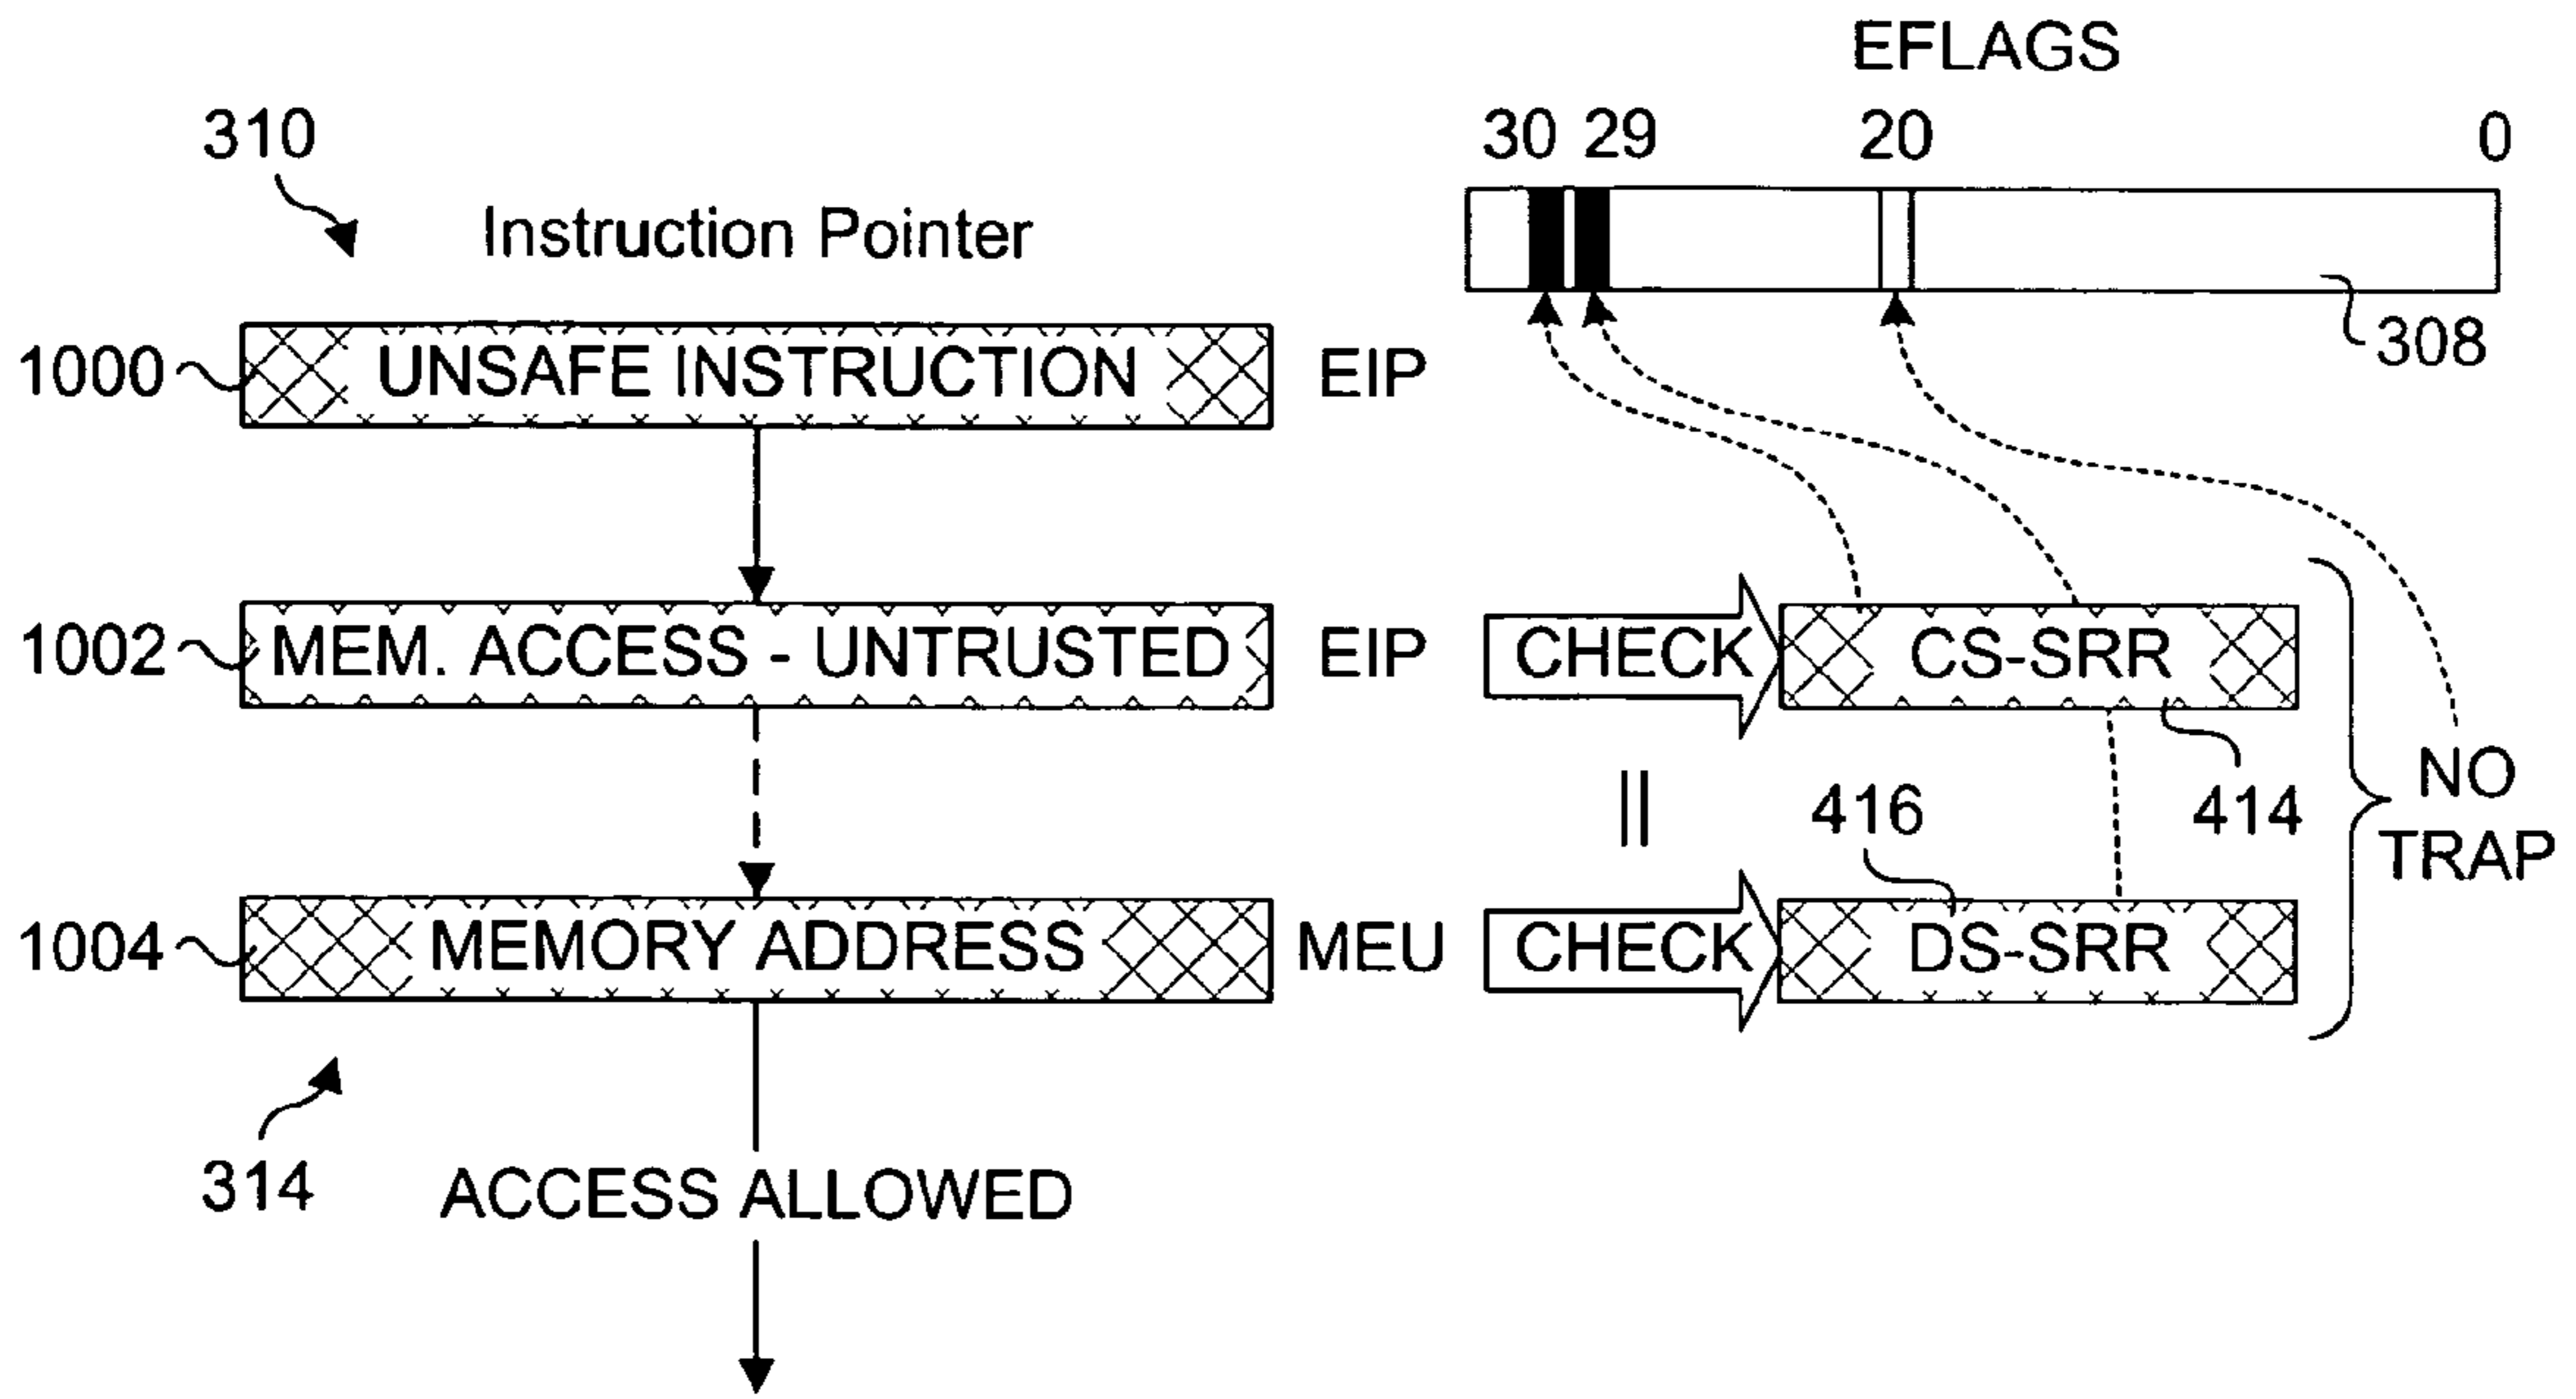 EFLAGS
310
30 29 20 0
Instruction Pointer
308
1000 UNSAFE INSTRUCTION EIP
1002 MEM. ACCESS - UNTRUSTED EIP CHECK CS-SRR
|| 416 414 NO
TRAP
1004 MEMORY ADDRESS MEU CHECK DS-SRR
314 ACCESS ALLOWED